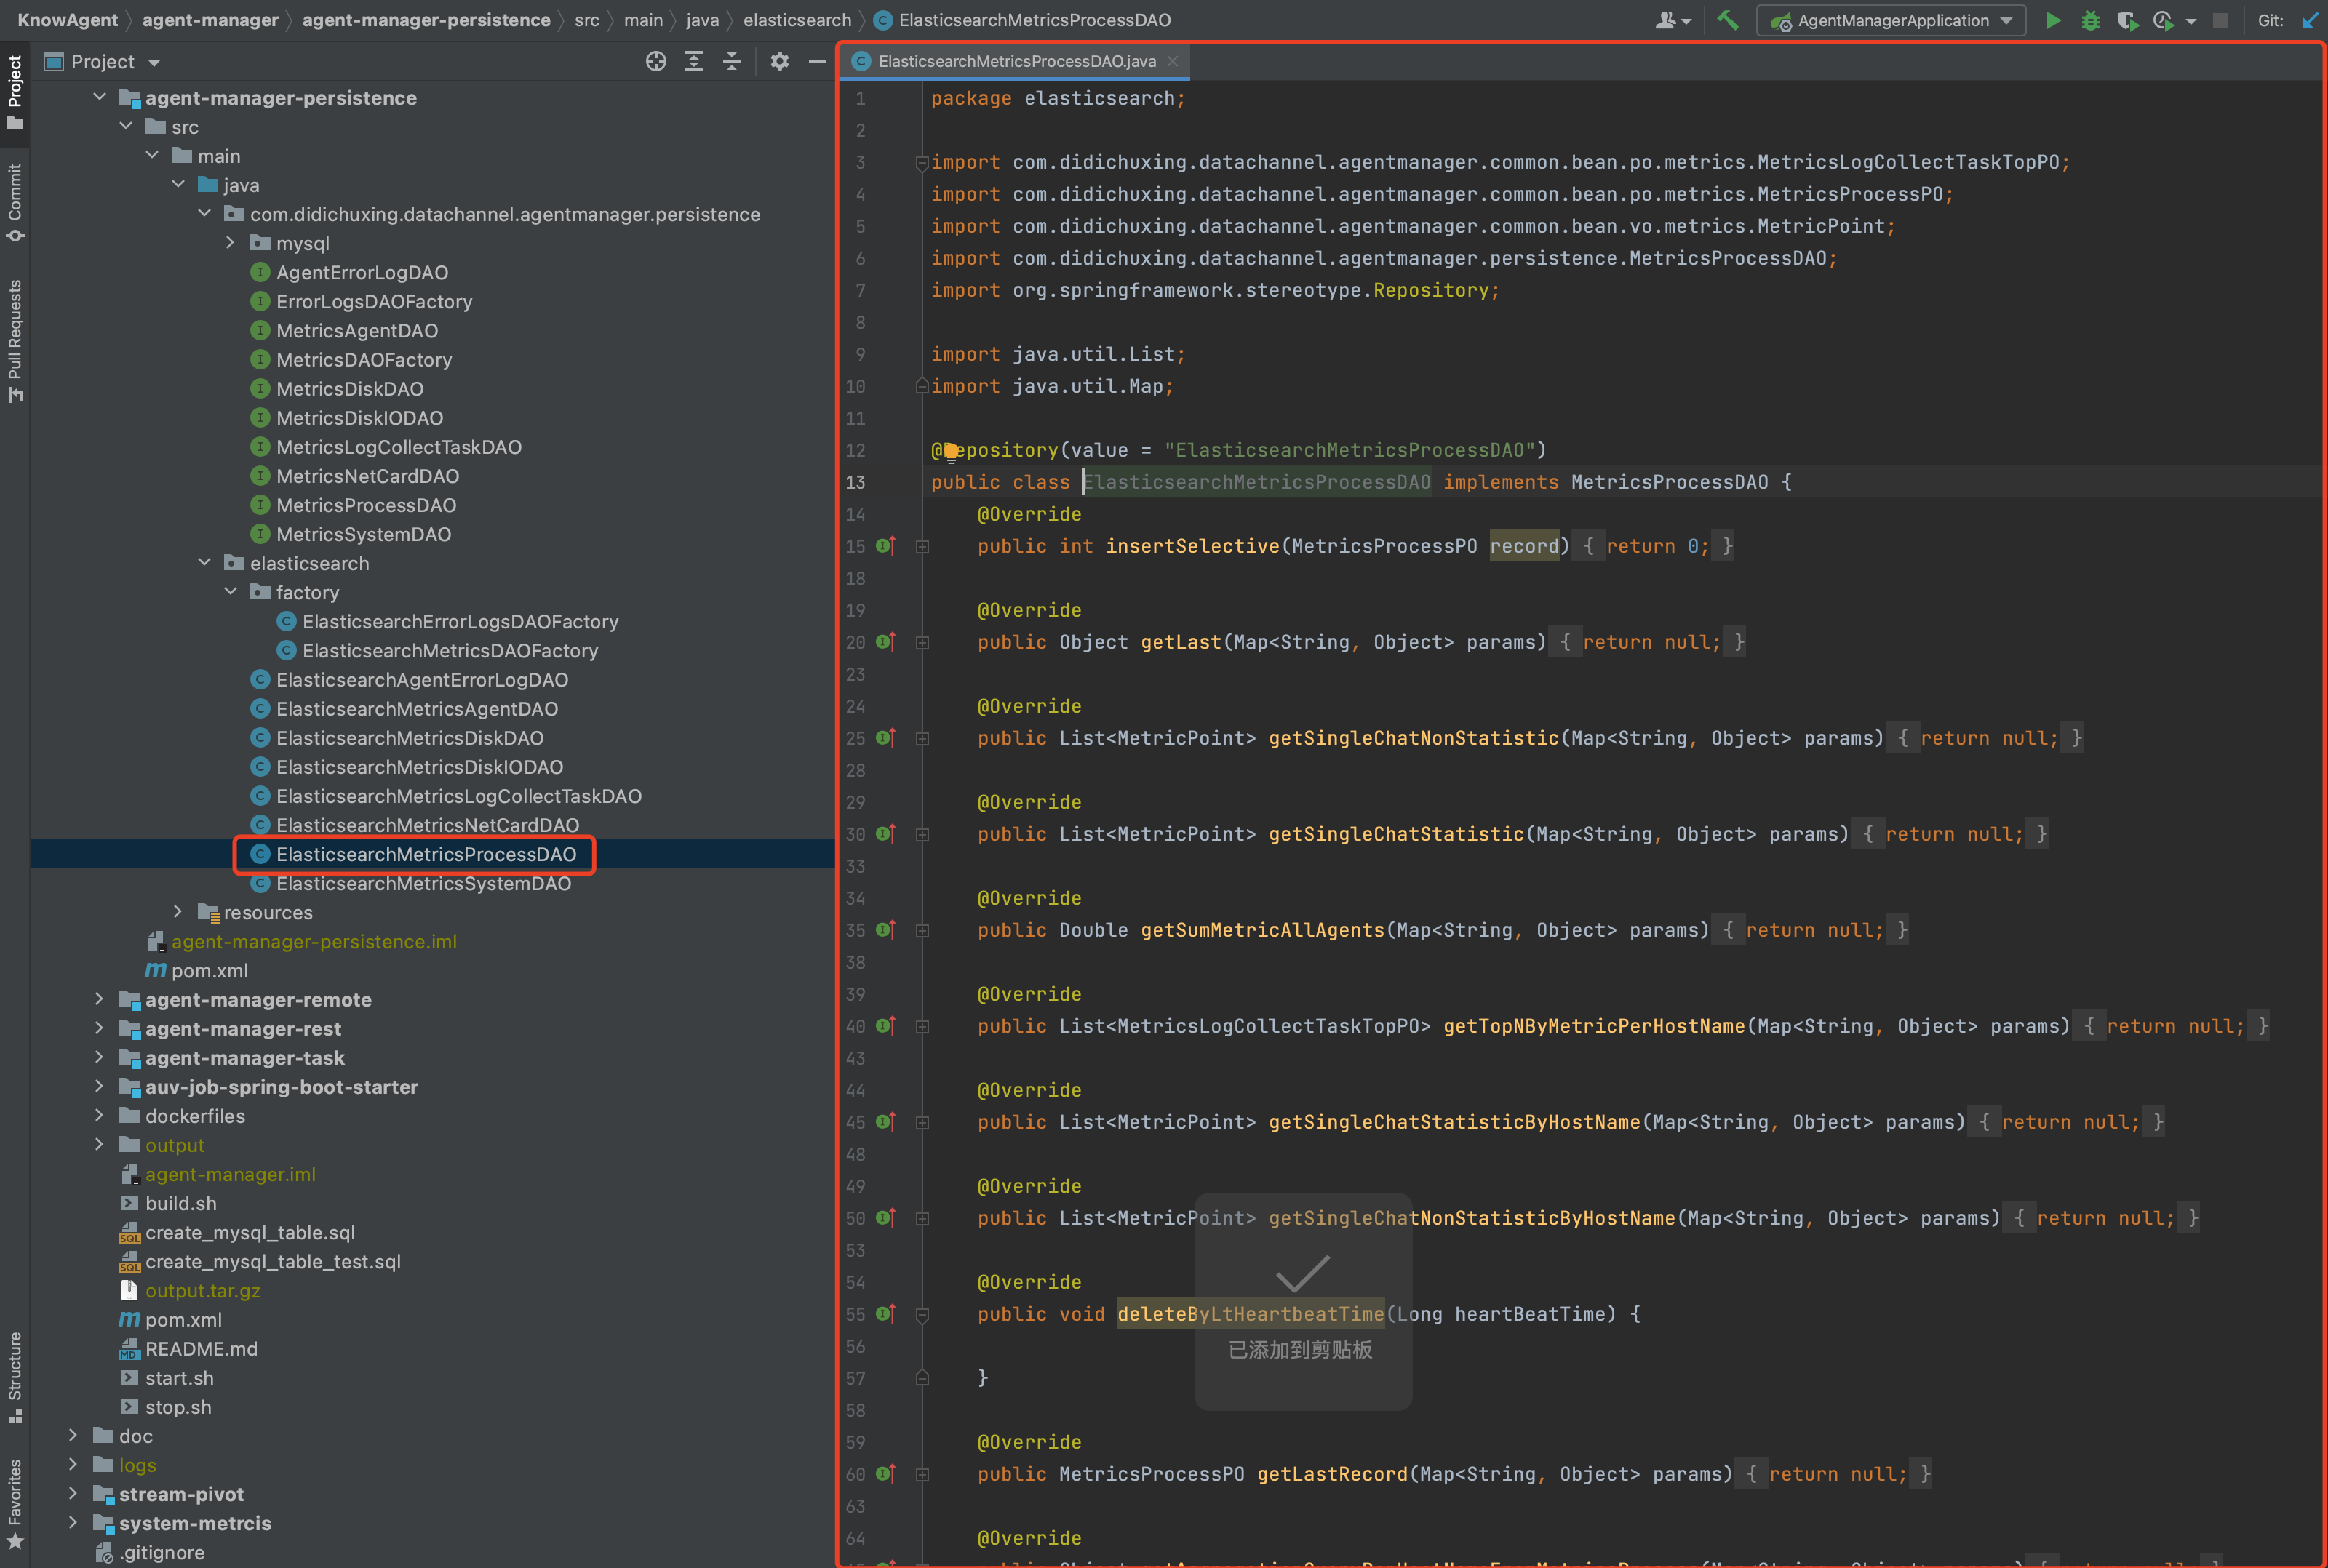 KnowAgent agent-manager agent-manager-persistence src main java elasticsearch ElasticsearchMetricsProcessDAO AgentManagerApplication Git:
Project
Commit
Pull Requests
Structure
Favorites
Project
agent-manager-persistence
src
main
java
com.didichuxing.datachannel.agentmanager.persistence
mysql
AgentErrorLogDAO
ErrorLogsDAOFactory
MetricsAgentDAO
MetricsDAOFactory
MetricsDiskDAO
MetricsDiskIODAO
MetricsLogCollectTaskDAO
MetricsNetCardDAO
MetricsProcessDAO
MetricsSystemDAO
elasticsearch
factory
ElasticsearchErrorLogsDAOFactory
ElasticsearchMetricsDAOFactory
ElasticsearchAgentErrorLogDAO
ElasticsearchMetricsAgentDAO
ElasticsearchMetricsDiskDAO
ElasticsearchMetricsDiskIODAO
ElasticsearchMetricsLogCollectTaskDAO
ElasticsearchMetricsNetCardDAO
ElasticsearchMetricsProcessDAO
ElasticsearchMetricsSystemDAO
resources
agent-manager-persistence.iml
pom.xml
agent-manager-remote
agent-manager-rest
agent-manager-task
auv-job-spring-boot-starter
dockerfiles
output
agent-manager.iml
build.sh
create_mysql_table.sql
create_mysql_table_test.sql
output.tar.gz
pom.xml
README.md
start.sh
stop.sh
doc
logs
stream-pivot
system-metrcis
.gitignore
ElasticsearchMetricsProcessDAO.java
1 package elasticsearch;
2
3 import com.didichuxing.datachannel.agentmanager.common.bean.po.metrics.MetricsLogCollectTaskTopPO;
4 import com.didichuxing.datachannel.agentmanager.common.bean.po.metrics.MetricsProcessPO;
5 import com.didichuxing.datachannel.agentmanager.common.bean.vo.metrics.MetricPoint;
6 import com.didichuxing.datachannel.agentmanager.persistence.MetricsProcessDAO;
7 import org.springframework.stereotype.Repository;
8
9 import java.util.List;
10 import java.util.Map;
11
12 @Repository(value = "ElasticsearchMetricsProcessDAO")
13 public class ElasticsearchMetricsProcessDAO implements MetricsProcessDAO {
14 @Override
15 public int insertSelective(MetricsProcessPO record) { return 0; }
18
19 @Override
20 public Object getLast(Map<String, Object> params) { return null; }
23
24 @Override
25 public List<MetricPoint> getSingleChatNonStatistic(Map<String, Object> params) { return null; }
28
29 @Override
30 public List<MetricPoint> getSingleChatStatistic(Map<String, Object> params) { return null; }
33
34 @Override
35 public Double getSumMetricAllAgents(Map<String, Object> params) { return null; }
38
39 @Override
40 public List<MetricsLogCollectTaskTopPO> getTopNByMetricPerHostName(Map<String, Object> params) { return null; }
43
44 @Override
45 public List<MetricPoint> getSingleChatStatisticByHostName(Map<String, Object> params) { return null; }
48
49 @Override
50 public List<MetricPoint> getSingleChatNonStatisticByHostName(Map<String, Object> params) { return null; }
53
54 @Override
55 public void deleteByLtHeartbeatTime(Long heartBeatTime) {
56
已添加到剪贴板
57 }
58
59 @Override
60 public MetricsProcessPO getLastRecord(Map<String, Object> params) { return null; }
63
64 @Override